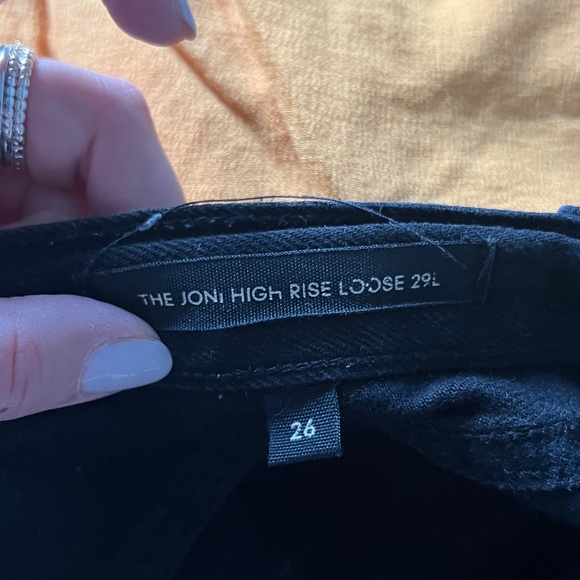 THE JONI HIGH RISE LOOSE 29L
26